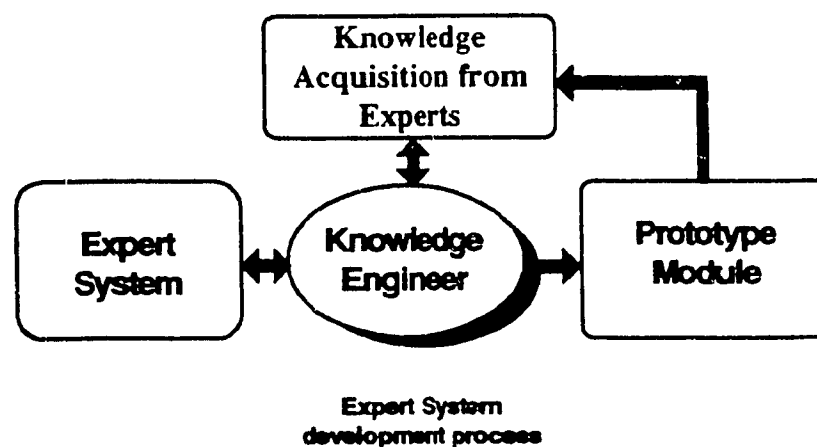 Knowledge
Acquisition from
Experts
Expert
System
Knowledge
Engineer
Prototype
Module
Expert System
development process